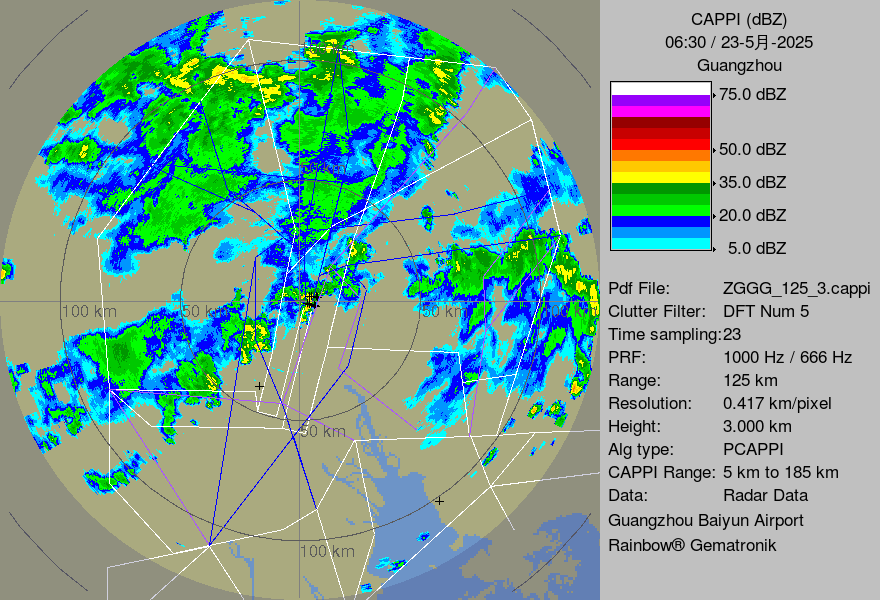 CAPPI (dBZ)
06:30 / 23-5月-2025
Guangzhou
75.0 dBZ
50.0 dBZ
35.0 dBZ
20.0 dBZ
5.0 dBZ
Pdf File: ZGGG_125_3.cappi
Clutter Filter: DFT Num 5
Time sampling:23
PRF: 1000 Hz / 666 Hz
Range: 125 km
Resolution: 0.417 km/pixel
Height: 3.000 km
Alg type: PCAPPI
CAPPI Range: 5 km to 185 km
Data: Radar Data
Guangzhou Baiyun Airport
Rainbow® Gematronik
100 km
50 km
50 km
50 km
100 km